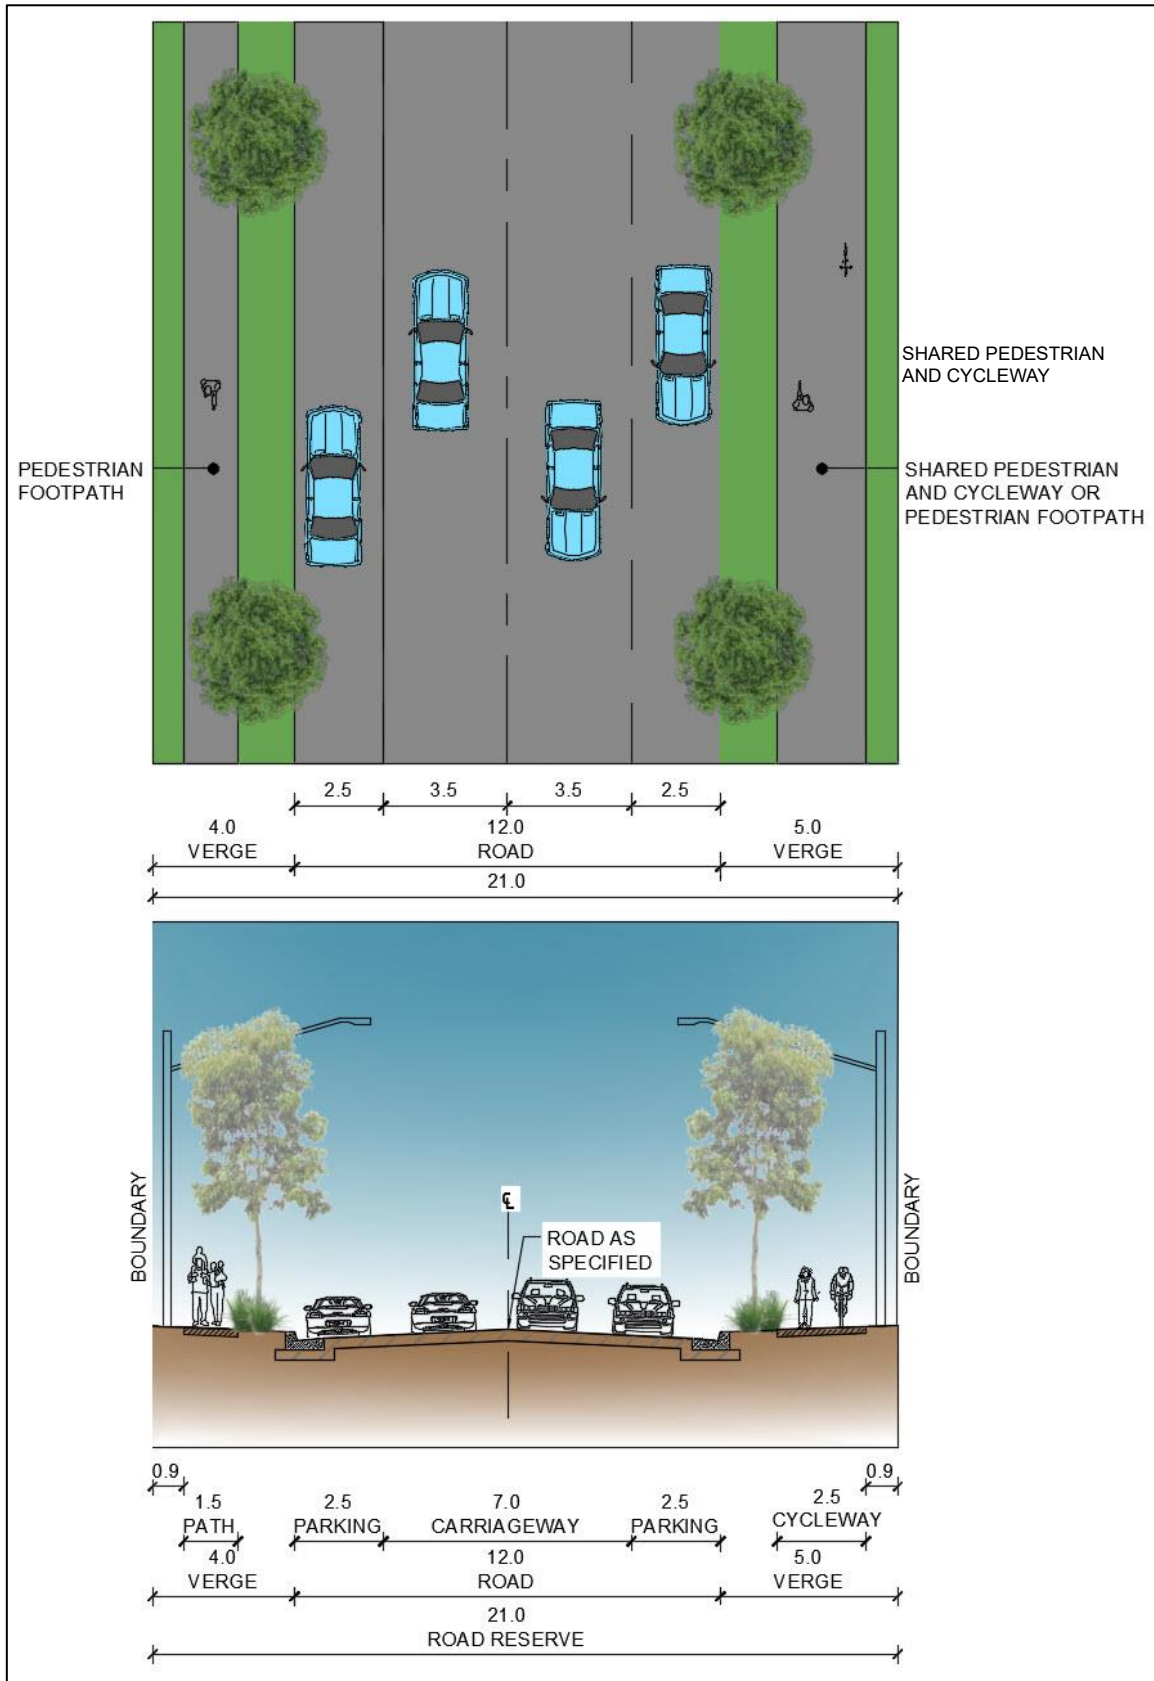 SHARED PEDESTRIAN
AND CYCLEWAY
PEDESTRIAN
FOOTPATH
SHARED PEDESTRIAN
AND CYCLEWAY OR
PEDESTRIAN FOOTPATH
2.5 3.5 3.5 2.5
4.0 12.0 5.0
VERGE ROAD VERGE
21.0
BOUNDARY
℄
ROAD AS
SPECIFIED
BOUNDARY
0.9 0.9
1.5 2.5 7.0 2.5 2.5
PATH PARKING CARRIAGEWAY PARKING CYCLEWAY
4.0 12.0 5.0
VERGE ROAD VERGE
21.0
ROAD RESERVE